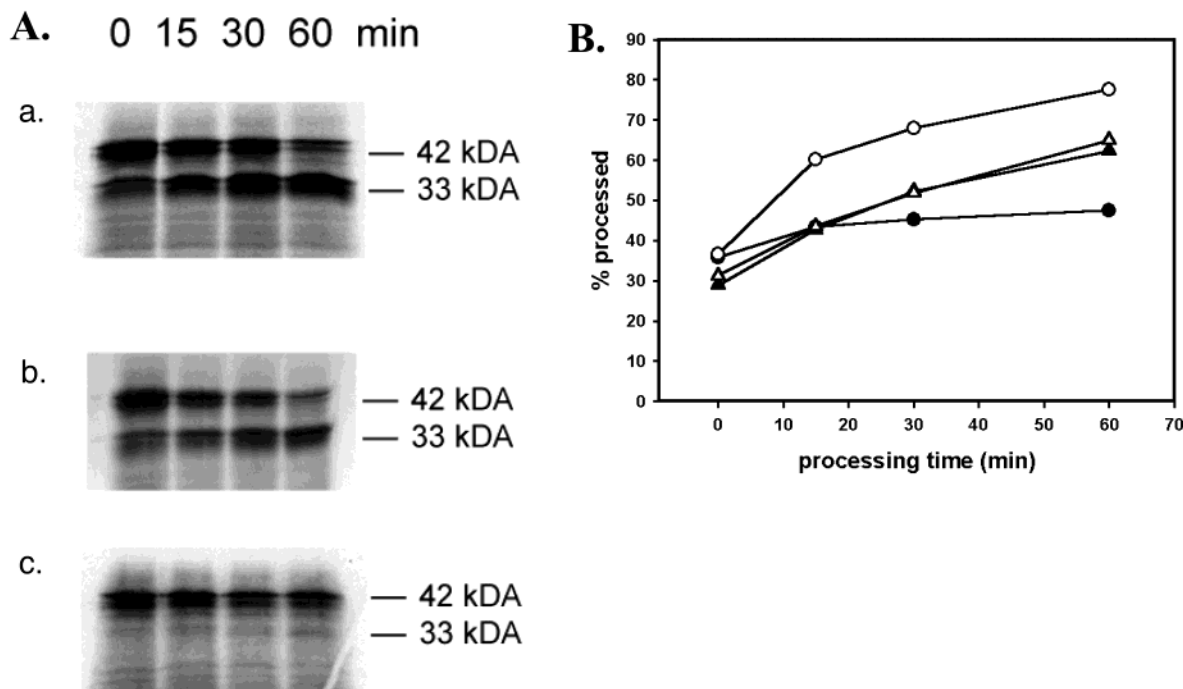 A. 0 15 30 60 min
a.
42 kDA
33 kDA
b.
42 kDA
33 kDA
c.
42 kDA
33 kDA
B.
90
80
70
60
50
40
30
20
10
0
% processed
0 10 20 30 40 50 60 70
processing time (min)